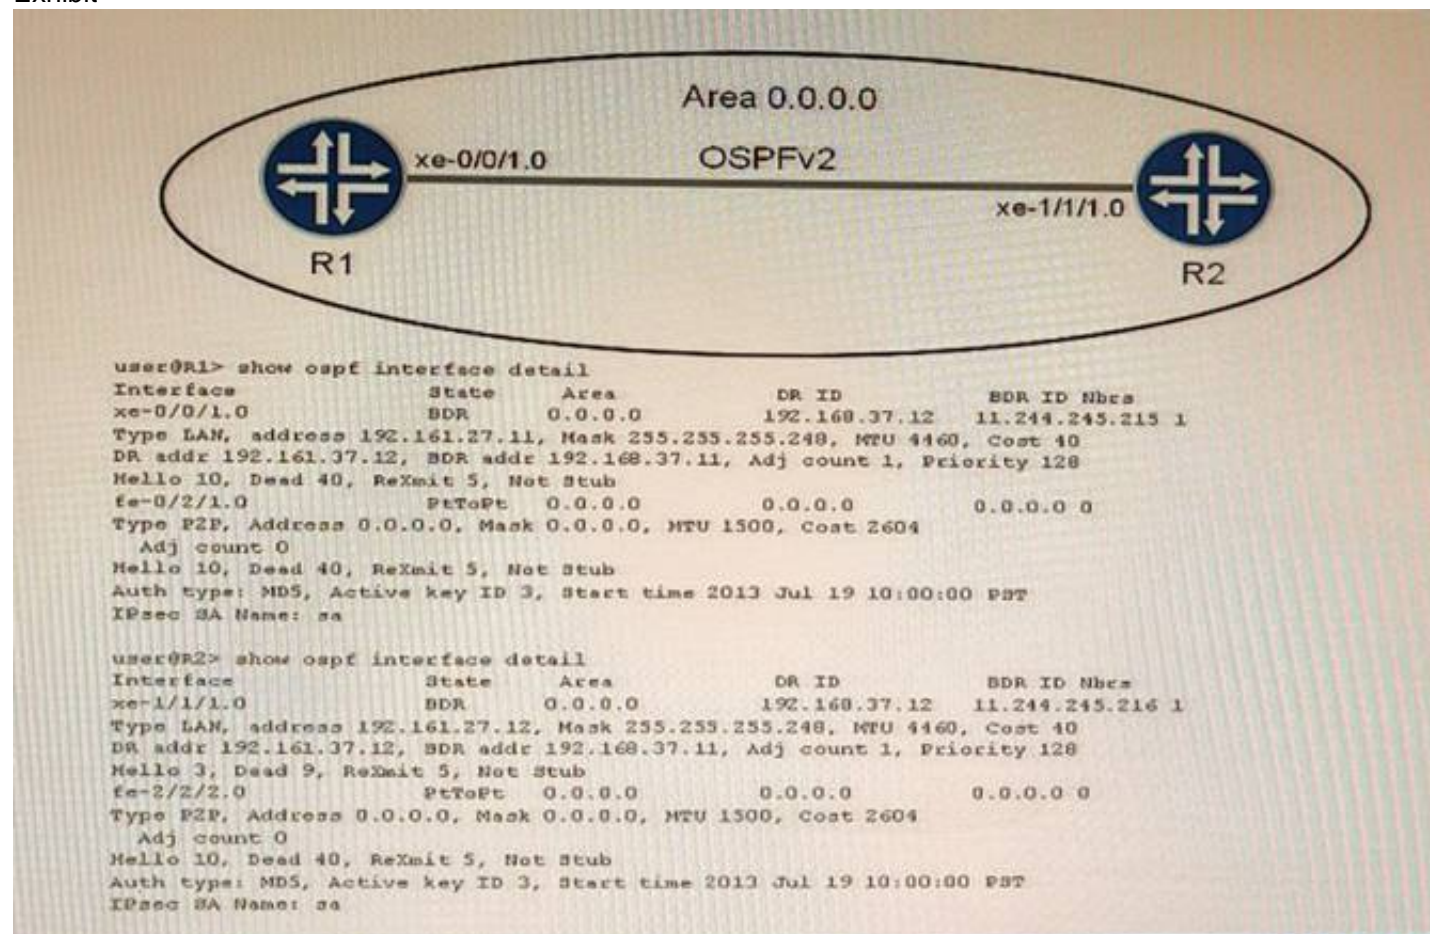 Exhibit
Area 0.0.0.0
xe-0/0/1.0
OSPFv2
xe-1/1/1.0
R1
R2
user@R1> show ospf interface detail
Interface State Area DR ID BDR ID Nbrs
xe-0/0/1.0 BDR 0.0.0.0 192.168.37.12 11.244.245.215 1
Type LAN, address 192.161.27.11, Mask 255.255.255.248, MTU 4460, Cost 40
DR addr 192.161.37.12, BDR addr 192.168.37.11, Adj count 1, Priority 128
Hello 10, Dead 40, ReXmit 5, Not Stub
fe-0/2/1.0 PtToPt 0.0.0.0 0.0.0.0 0.0.0.0 0
Type P2P, Address 0.0.0.0, Mask 0.0.0.0, MTU 1500, Cost 2604
Adj count 0
Hello 10, Dead 40, ReXmit 5, Not Stub
Auth type: MD5, Active key ID 3, Start time 2013 Jul 19 10:00:00 PST
IPsec SA Name: sa
user@R2> show ospf interface detail
Interface State Area DR ID BDR ID Nbrs
xe-1/1/1.0 BDR 0.0.0.0 192.168.37.12 11.244.245.216 1
Type LAN, address 192.161.27.12, Mask 255.255.255.248, MTU 4460, Cost 40
DR addr 192.161.37.12, BDR addr 192.168.37.11, Adj count 1, Priority 128
Hello 3, Dead 9, ReXmit 5, Not Stub
fe-2/2/2.0 PtToPt 0.0.0.0 0.0.0.0 0.0.0.0 0
Type P2P, Address 0.0.0.0, Mask 0.0.0.0, MTU 1500, Cost 2604
Adj count 0
Hello 10, Dead 40, ReXmit 5, Not Stub
Auth type: MD5, Active key ID 3, Start time 2013 Jul 19 10:00:00 PST
IPsec SA Name: sa